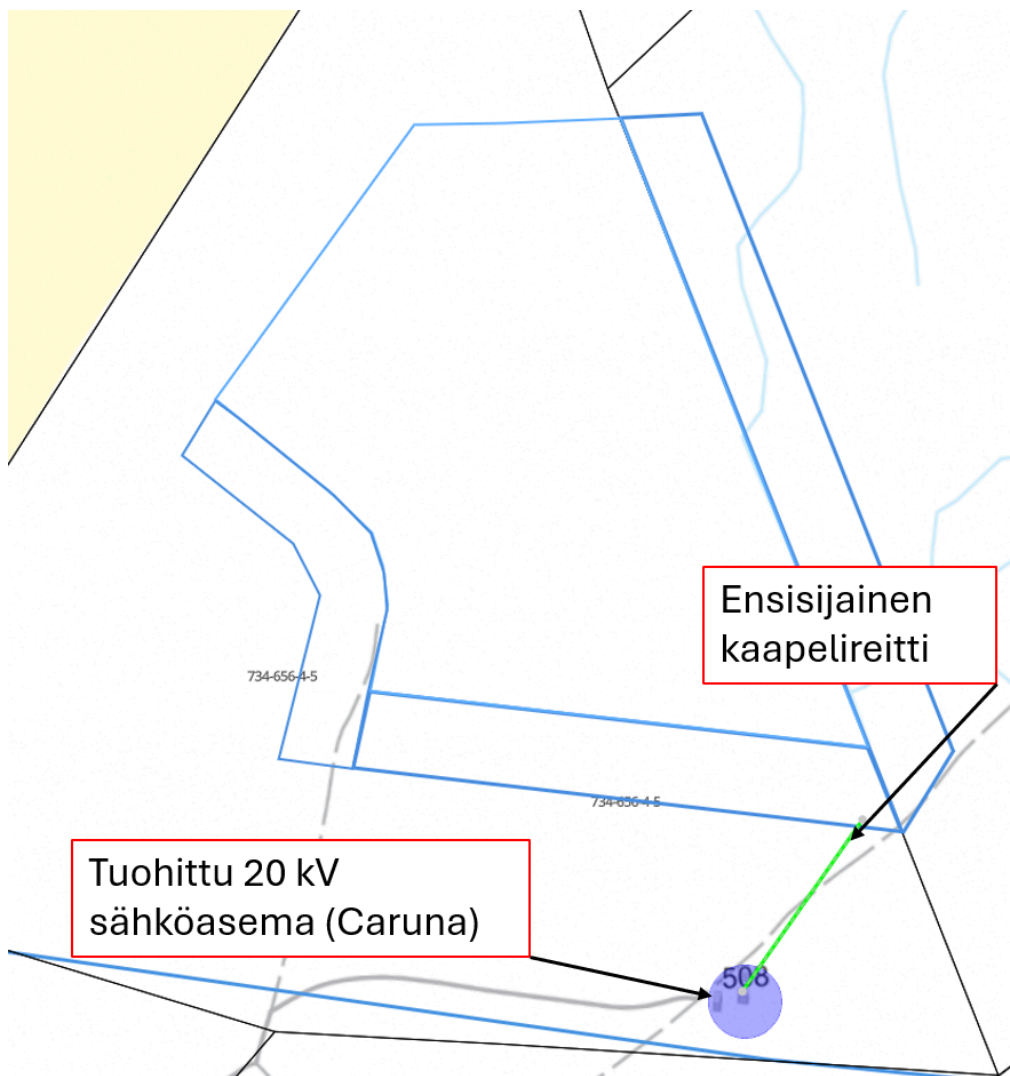 Ensisijainen
kaapelireitti
734-656-4-5
734-656-4-5
Tuohittu 20 kV
sähköasema (Caruna)
508